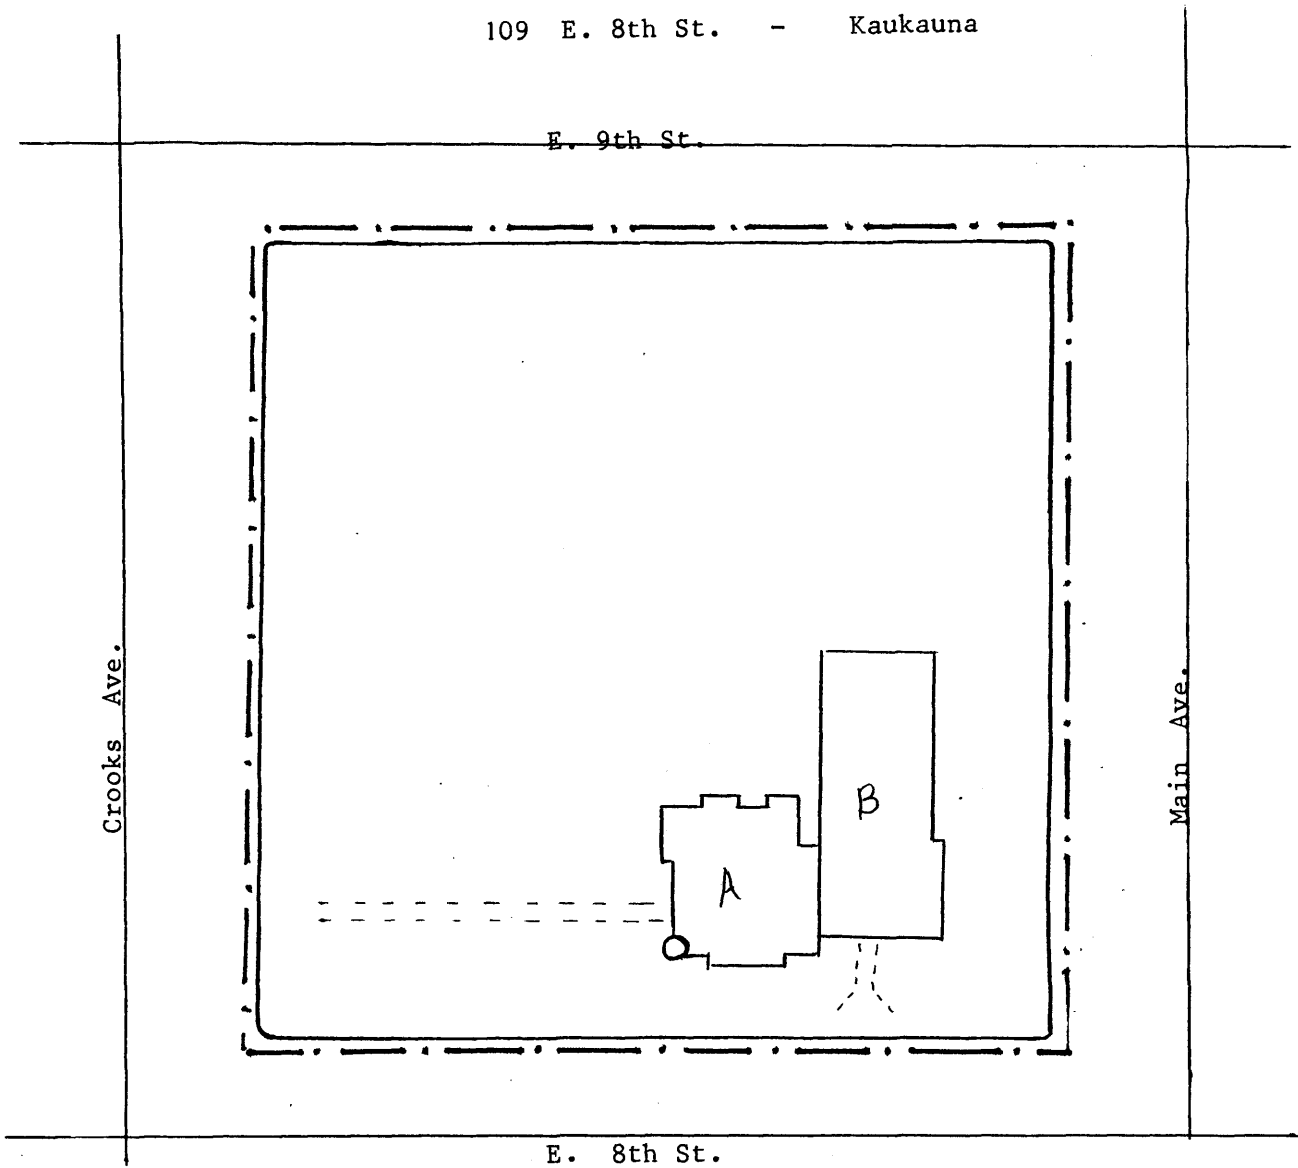 109 E. 8th St. - Kaukauna
E. 9th St.
Crooks Ave.
Main Ave.
B
A
E. 8th St.